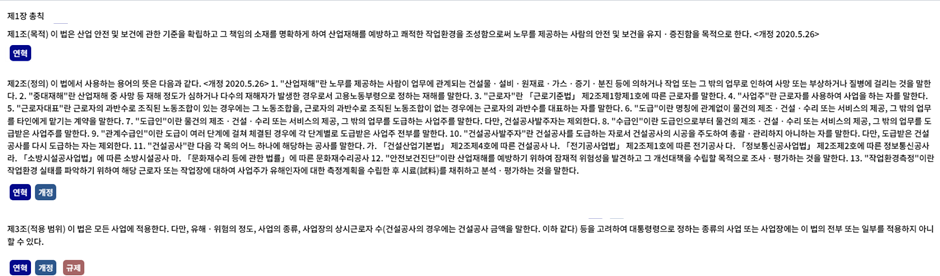 제1장 총칙
제1조(목적) 이 법은 산업 안전 및 보건에 관한 기준을 확립하고 그 책임의 소재를 명확하게 하여 산업재해를 예방하고 쾌적한 작업환경을 조성함으로써 노무를 제공하는 사람의 안전 및 보건을 유지ㆍ증진함을 목적으로 한다. <개정 2020.5.26>
연혁
제2조(정의) 이 법에서 사용하는 용어의 뜻은 다음과 같다. <개정 2020.5.26> 1. "산업재해"란 노무를 제공하는 사람이 업무에 관계되는 건설물ㆍ설비ㆍ원재료ㆍ가스ㆍ증기ㆍ분진 등에 의하거나 작업 또는 그 밖의 업무로 인하여 사망 또는 부상하거나 질병에 걸리는 것을 말한
다. 2. "중대재해"란 산업재해 중 사망 등 재해 정도가 심하거나 다수의 재해자가 발생한 경우로서 고용노동부령으로 정하는 재해를 말한다. 3. "근로자"란 「근로기준법」 제2조제1항제1호에 따른 근로자를 말한다. 4. "사업주"란 근로자를 사용하여 사업을 하는 자를 말한다.
5. "근로자대표"란 근로자의 과반수로 조직된 노동조합이 있는 경우에는 그 노동조합을, 근로자의 과반수로 조직된 노동조합이 없는 경우에는 근로자의 과반수를 대표하는 자를 말한다. 6. "도급"이란 명칭에 관계없이 물건의 제조ㆍ건설ㆍ수리 또는 서비스의 제공, 그 밖의 업무
를 타인에게 맡기는 계약을 말한다. 7. "도급인"이란 물건의 제조ㆍ건설ㆍ수리 또는 서비스의 제공, 그 밖의 업무를 도급하는 사업주를 말한다. 다만, 건설공사발주자는 제외한다. 8. "수급인"이란 도급인으로부터 물건의 제조ㆍ건설ㆍ수리 또는 서비스의 제공, 그 밖의 업무를 도
급받은 사업주를 말한다. 9. "관계수급인"이란 도급이 여러 단계에 걸쳐 체결된 경우에 각 단계별로 도급받은 사업주 전부를 말한다. 10. "건설공사발주자"란 건설공사를 도급하는 자로서 건설공사의 시공을 주도하여 총괄ㆍ관리하지 아니하는 자를 말한다. 다만, 도급받은 건설
공사를 다시 도급하는 자는 제외한다. 11. "건설공사"란 다음 각 목의 어느 하나에 해당하는 공사를 말한다. 가. 「건설산업기본법」 제2조제4호에 따른 건설공사 나. 「전기공사업법」 제2조제1호에 따른 전기공사 다. 「정보통신공사업법」 제2조제2호에 따른 정보통신공사
라. 「소방시설공사업법」에 따른 소방시설공사 마. 「문화재수리 등에 관한 법률」에 따른 문화재수리공사 12. "안전보건진단"이란 산업재해를 예방하기 위하여 잠재적 위험성을 발견하고 그 개선대책을 수립할 목적으로 조사ㆍ평가하는 것을 말한다. 13. "작업환경측정"이란
작업환경 실태를 파악하기 위하여 해당 근로자 또는 작업장에 대하여 사업주가 유해인자에 대한 측정계획을 수립한 후 시료(試料)를 채취하고 분석ㆍ평가하는 것을 말한다.
연혁 개정
제3조(적용 범위) 이 법은 모든 사업에 적용한다. 다만, 유해ㆍ위험의 정도, 사업의 종류, 사업장의 상시근로자 수(건설공사의 경우에는 건설공사 금액을 말한다. 이하 같다) 등을 고려하여 대통령령으로 정하는 종류의 사업 또는 사업장에는 이 법의 전부 또는 일부를 적용하지 아니
할 수 있다.
연혁 개정 규제